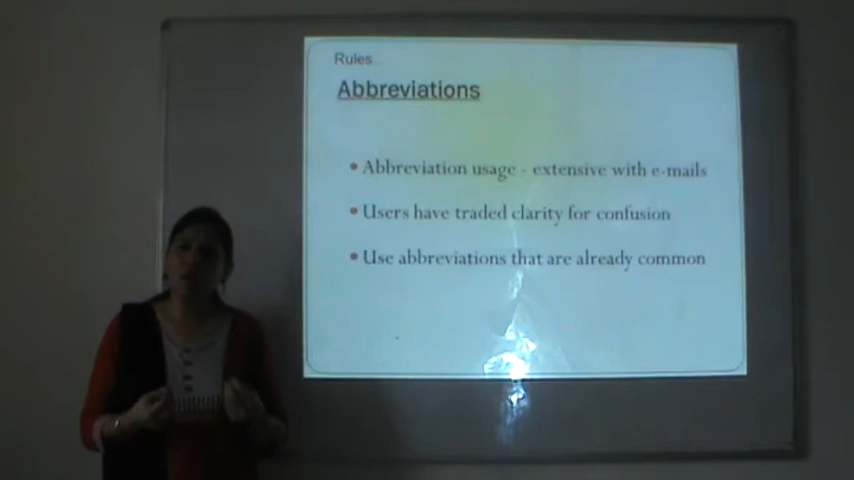 Rules..
Abbreviations
• Abbreviation usage - extensive with e-mails
• Users have traded clarity for confusion
• Use abbreviations that are already common